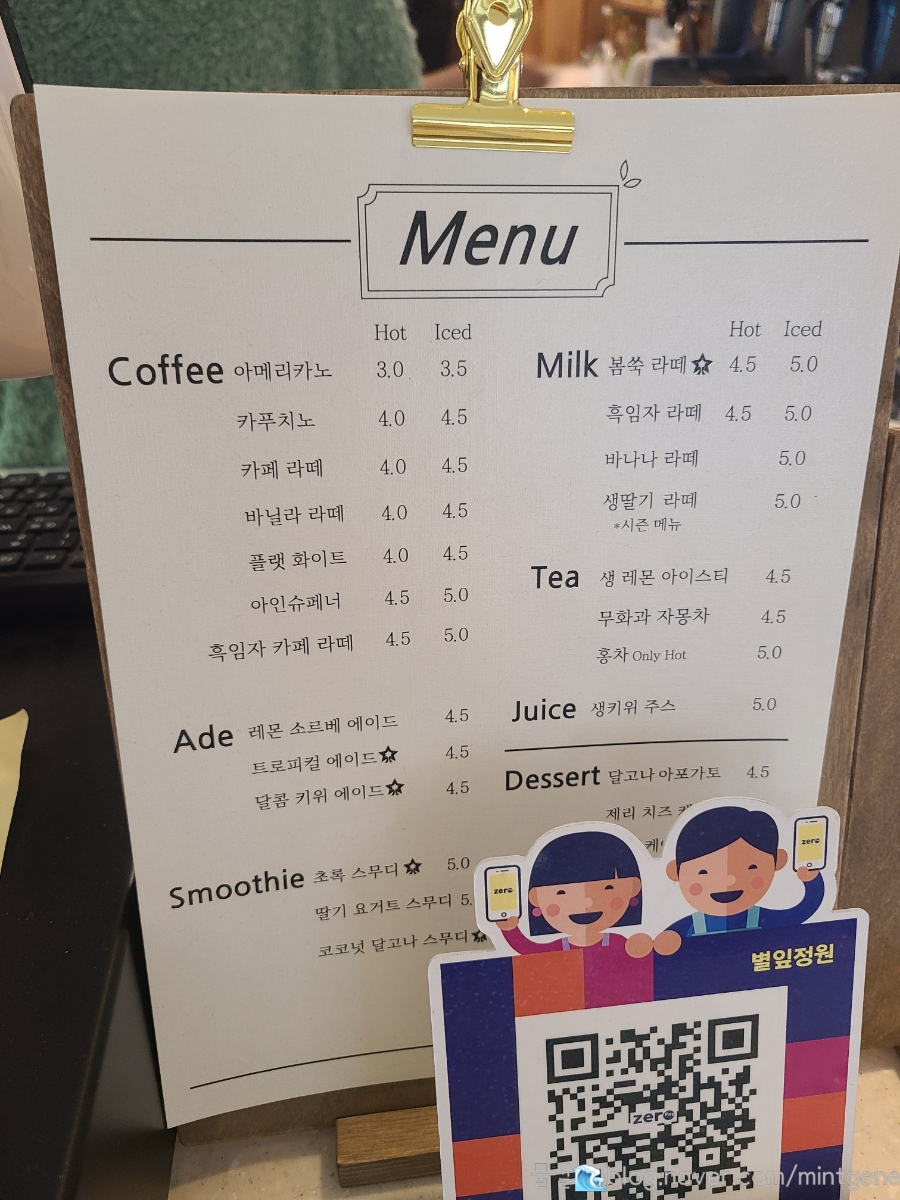 Menu
Hot Iced
Coffee 아메리카노 3.0 3.5
카푸치노 4.0 4.5
카페 라떼 4.0 4.5
바닐라 라떼 4.0 4.5
플랫 화이트 4.0 4.5
아인슈페너 4.5 5.0
흑임자 카페 라떼 4.5 5.0
Ade 레몬 소르베 에이드 4.5
트로피컬 에이드 4.5
달콤 키위 에이드 4.5
Smoothie 초록 스무디 5.0
딸기 요거트 스무디 5.
코코넛 달고나 스무디
Hot Iced
Milk 봄쑥 라떼 4.5 5.0
흑임자 라떼 4.5 5.0
바나나 라떼 5.0
생딸기 라떼 5.0
*시즌 메뉴
Tea 생 레몬 아이스티 4.5
무화과 자몽차 4.5
홍차 Only Hot 5.0
Juice 생키위 주스 5.0
Dessert 달고나 아포가토 4.5
제리 치즈
zero
zero
별잎정원
zero
blog.naver.com/mintgene